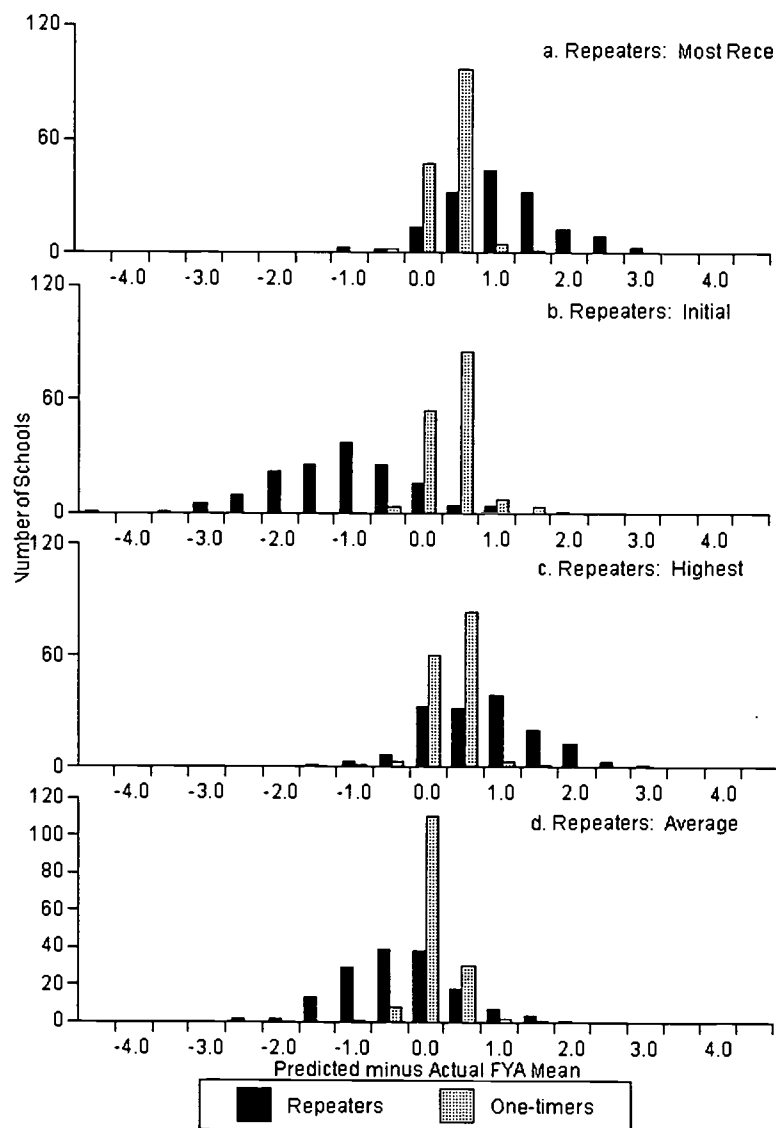 120
a. Repeaters: Most Rece
60
0
-4.0 -3.0 -2.0 -1.0 0.0 1.0 2.0 3.0 4.0
120
b. Repeaters: Initial
60
0
-4.0 -3.0 -2.0 -1.0 0.0 1.0 2.0 3.0 4.0
Number of Schools
120
c. Repeaters: Highest
60
0
-4.0 -3.0 -2.0 -1.0 0.0 1.0 2.0 3.0 4.0
120
d. Repeaters: Average
100
80
60
40
20
0
-4.0 -3.0 -2.0 -1.0 0.0 1.0 2.0 3.0 4.0
Predicted minus Actual FYA Mean
Repeaters One-timers